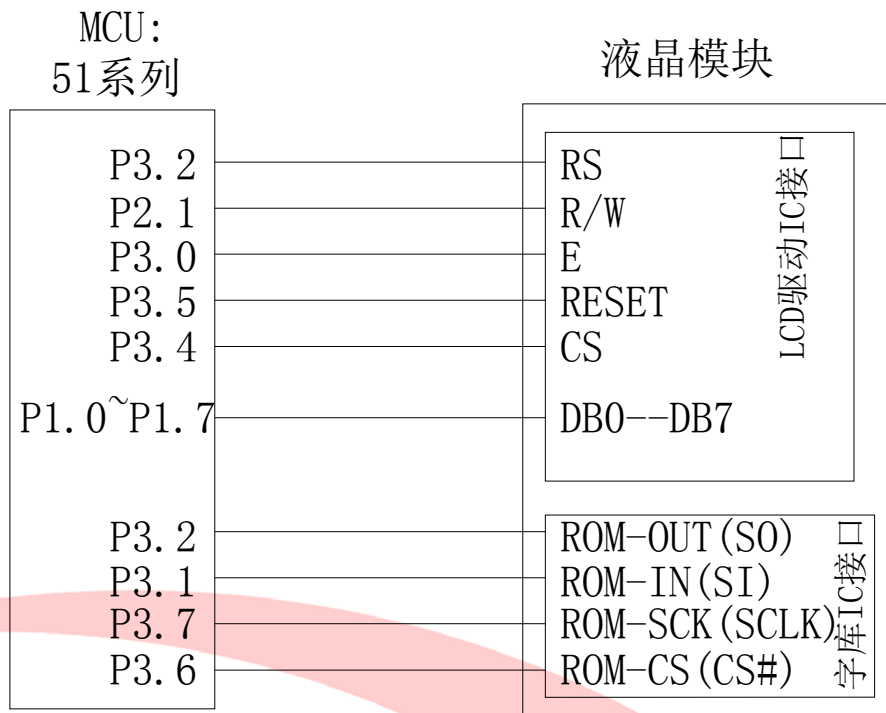 MCU:
51系列
液晶模块
P3.2
P2.1
P3.0
P3.5
P3.4
P1.0~P1.7
P3.2
P3.1
P3.7
P3.6
RS
R/W
E
RESET
CS
DB0--DB7
LCD驱动IC接口
ROM-OUT(SO)
ROM-IN(SI)
ROM-SCK(SCLK)
ROM-CS(CS#)
字库IC接口